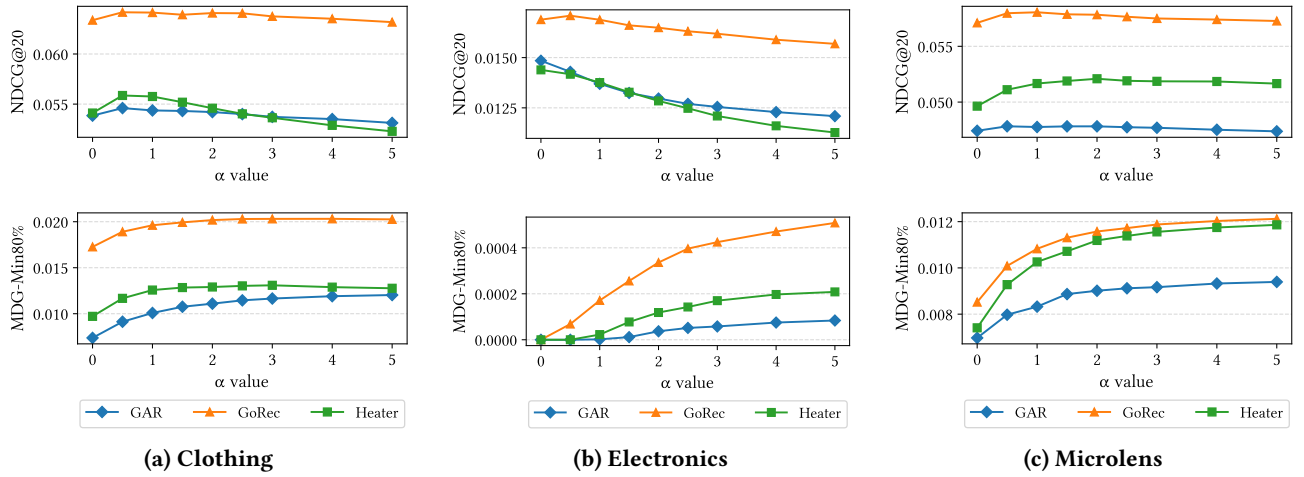 NDCG@20
0.060
0.055
0 1 2 3 4 5
α value
MDG-Min80%
0.020
0.015
0.010
0 1 2 3 4 5
α value
GAR GoRec Heater
(a) Clothing
NDCG@20
0.0150
0.0125
0 1 2 3 4 5
α value
MDG-Min80%
0.0004
0.0002
0.0000
0 1 2 3 4 5
α value
GAR GoRec Heater
(b) Electronics
NDCG@20
0.055
0.050
0 1 2 3 4 5
α value
MDG-Min80%
0.012
0.010
0.008
0 1 2 3 4 5
α value
GAR GoRec Heater
(c) Microlens